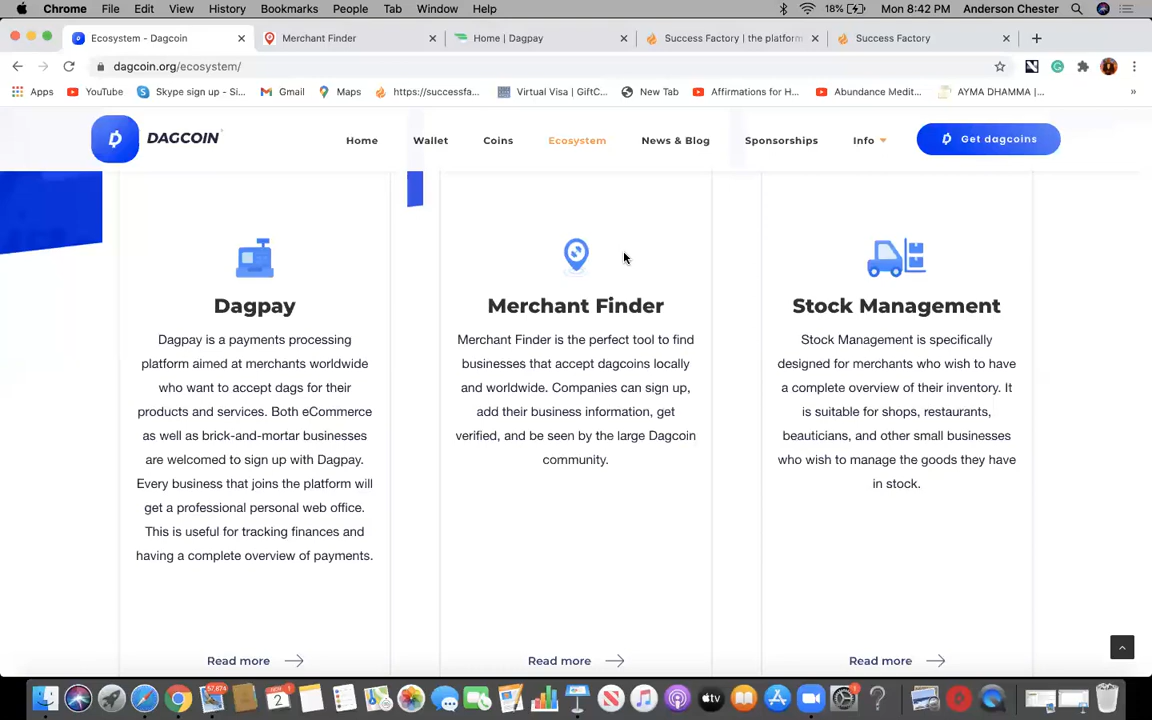 Chrome File Edit View History Bookmarks People Tab Window Help 18% Mon 8:42 PM Anderson Chester
Ecosystem - Dagcoin Merchant Finder Home | Dagpay Success Factory | the platform Success Factory
dagcoin.org/ecosystem/
Apps YouTube Skype sign up - Si... Gmail Maps https://successfa... Virtual Visa | GiftC... New Tab Affirmations for H... Abundance Medit... AYMA DHAMMA |... »
DAGCOIN Home Wallet Coins Ecosystem News & Blog Sponsorships Info Get dagcoins
Dagpay
Dagpay is a payments processing
platform aimed at merchants worldwide
who want to accept dags for their
products and services. Both eCommerce
as well as brick-and-mortar businesses
are welcomed to sign up with Dagpay.
Every business that joins the platform will
get a professional personal web office.
This is useful for tracking finances and
having a complete overview of payments.
Read more
Merchant Finder
Merchant Finder is the perfect tool to find
businesses that accept dagcoins locally
and worldwide. Companies can sign up,
add their business information, get
verified, and be seen by the large Dagcoin
community.
Read more
Stock Management
Stock Management is specifically
designed for merchants who wish to have
a complete overview of their inventory. It
is suitable for shops, restaurants,
beauticians, and other small businesses
who wish to manage the goods they have
in stock.
Read more
57,874 NOV 2 1 tv 1